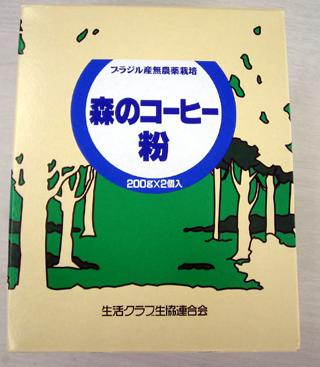 ブラジル産無農薬栽培
森のコーヒー
粉
200g×2個入
生活クラブ生協連合会